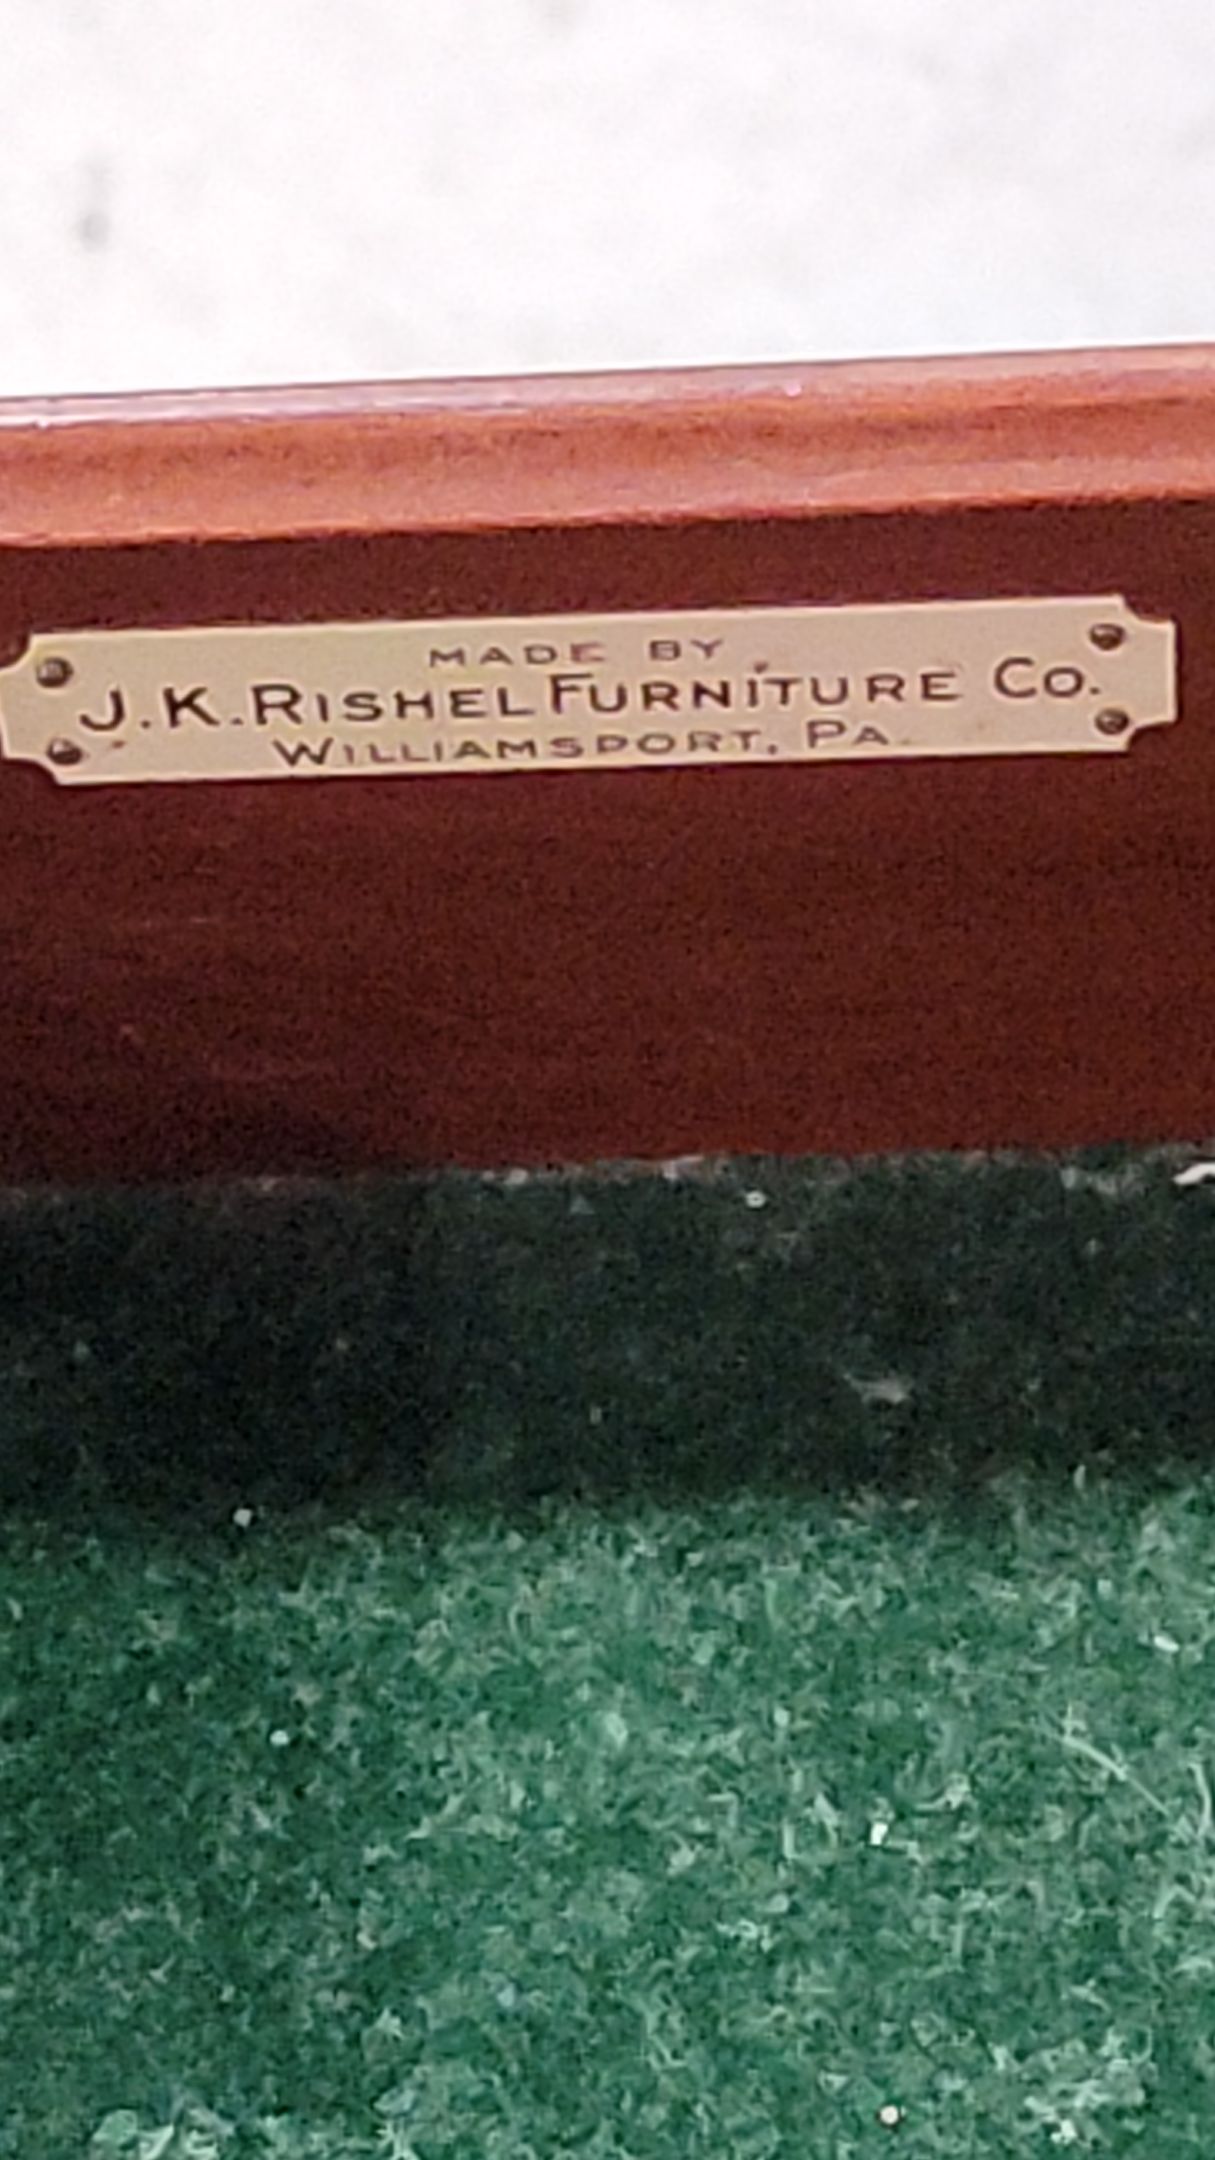 MADE BY
J.K. RISHEL FURNITURE CO.
WILLIAMSPORT, PA.